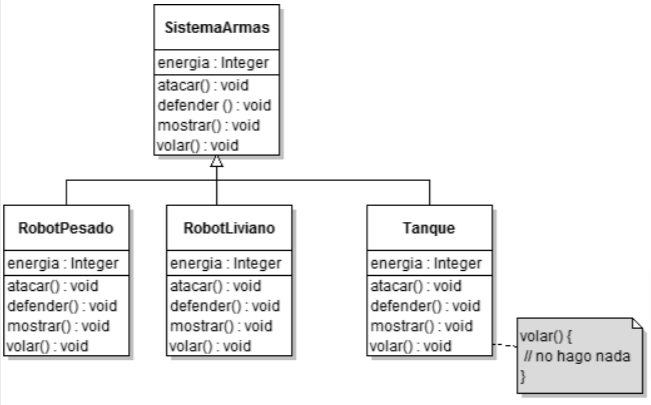 SistemaArmas
energia : Integer
atacar() : void
defender () : void
mostrar() : void
volar() : void
RobotPesado
energia : Integer
atacar() : void
defender() : void
mostrar() : void
volar() : void
RobotLiviano
energia : Integer
atacar() : void
defender() : void
mostrar() : void
volar() : void
Tanque
energia : Integer
atacar() : void
defender() : void
mostrar() : void
volar() : void
volar() {
// no hago nada
}